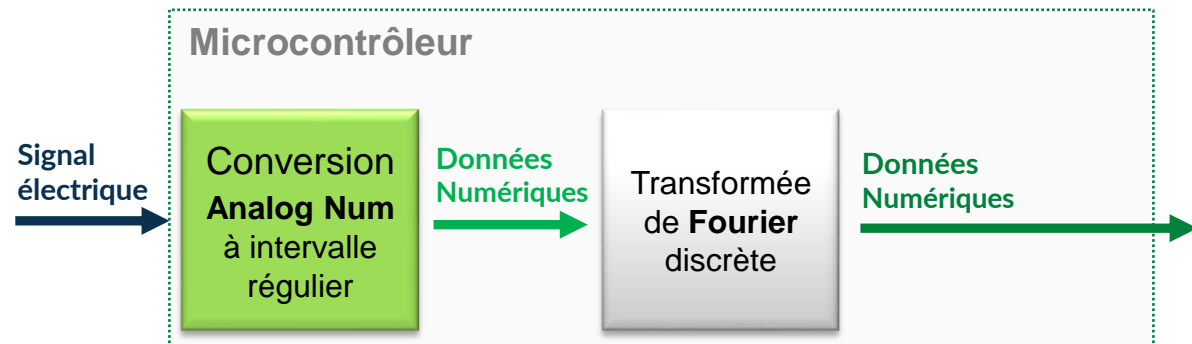 Microcontrôleur
Signal
électrique
Conversion
Analog Num
à intervalle
régulier
Données
Numériques
Transformée
de Fourier
discrète
Données
Numériques